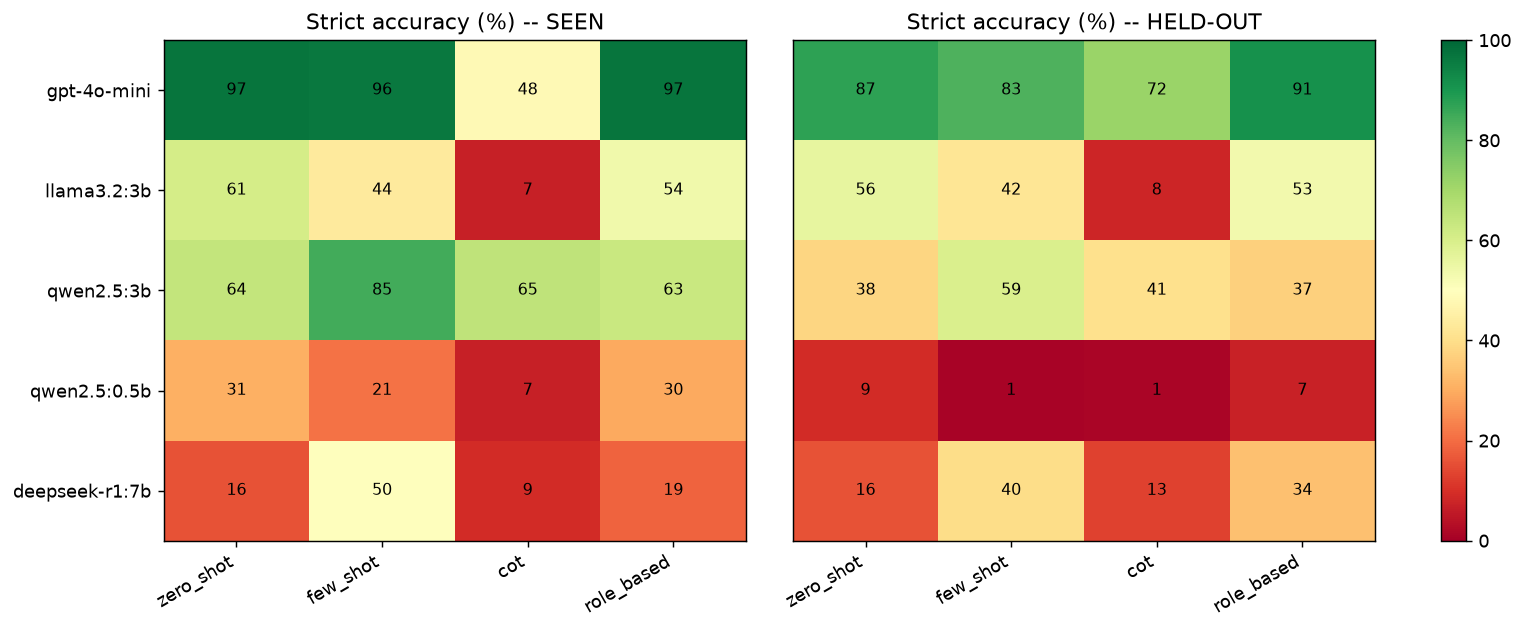 Strict accuracy (%) -- SEEN
Strict accuracy (%) -- HELD-OUT
gpt-4o-mini 97 96 48 97 87 83 72 91
llama3.2:3b 61 44 7 54 56 42 8 53
qwen2.5:3b 64 85 65 63 38 59 41 37
qwen2.5:0.5b 31 21 7 30 9 1 1 7
deepseek-r1:7b 16 50 9 19 16 40 13 34
zero_shot few_shot cot role_based
zero_shot few_shot cot role_based
100
80
60
40
20
0